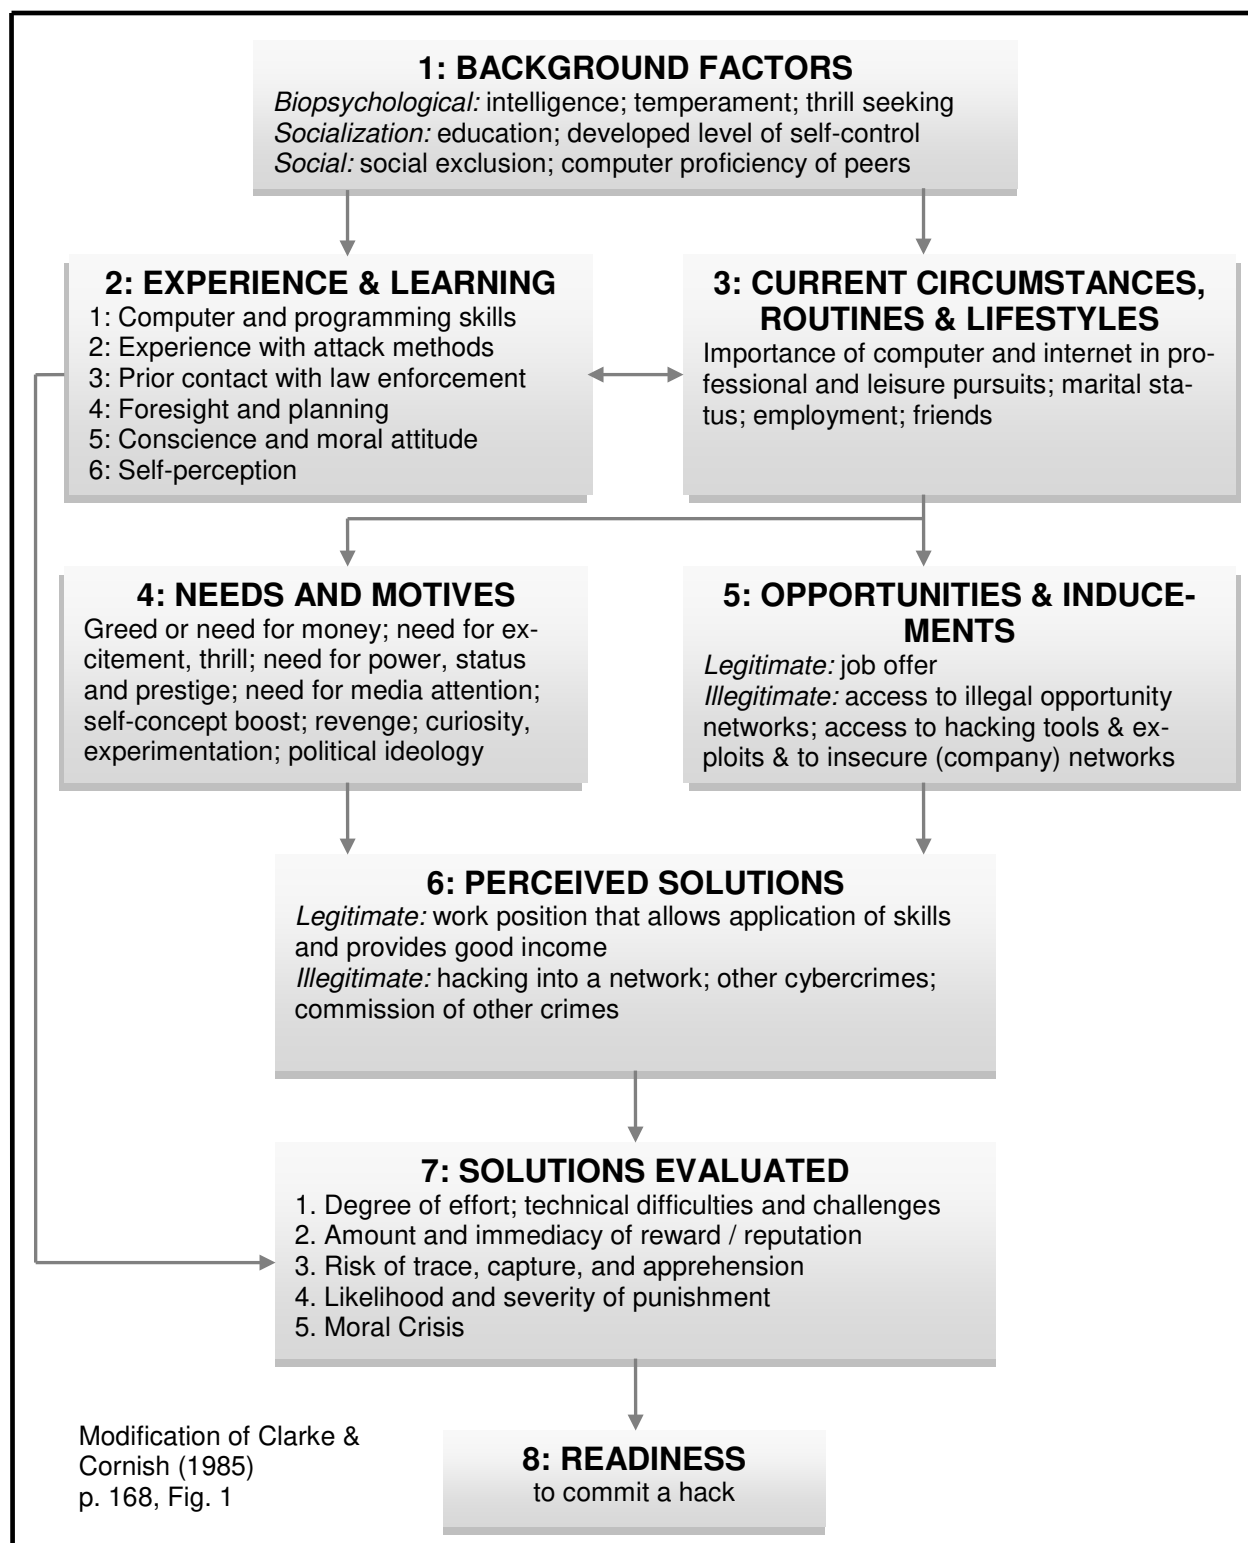 1: BACKGROUND FACTORS
Biopsychological: intelligence; temperament; thrill seeking
Socialization: education; developed level of self-control
Social: social exclusion; computer proficiency of peers
2: EXPERIENCE & LEARNING
1: Computer and programming skills
2: Experience with attack methods
3: Prior contact with law enforcement
4: Foresight and planning
5: Conscience and moral attitude
6: Self-perception
3: CURRENT CIRCUMSTANCES,
ROUTINES & LIFESTYLES
Importance of computer and internet in pro-
fessional and leisure pursuits; marital sta-
tus; employment; friends
4: NEEDS AND MOTIVES
Greed or need for money; need for ex-
citement, thrill; need for power, status
and prestige; need for media attention;
self-concept boost; revenge; curiosity,
experimentation; political ideology
5: OPPORTUNITIES & INDUCE-
MENTS
Legitimate: job offer
Illegitimate: access to illegal opportunity
networks; access to hacking tools & ex-
ploits & to insecure (company) networks
6: PERCEIVED SOLUTIONS
Legitimate: work position that allows application of skills
and provides good income
Illegitimate: hacking into a network; other cybercrimes;
commission of other crimes
7: SOLUTIONS EVALUATED
1. Degree of effort; technical difficulties and challenges
2. Amount and immediacy of reward / reputation
3. Risk of trace, capture, and apprehension
4. Likelihood and severity of punishment
5. Moral Crisis
8: READINESS
to commit a hack
Modification of Clarke &
Cornish (1985)
p. 168, Fig. 1